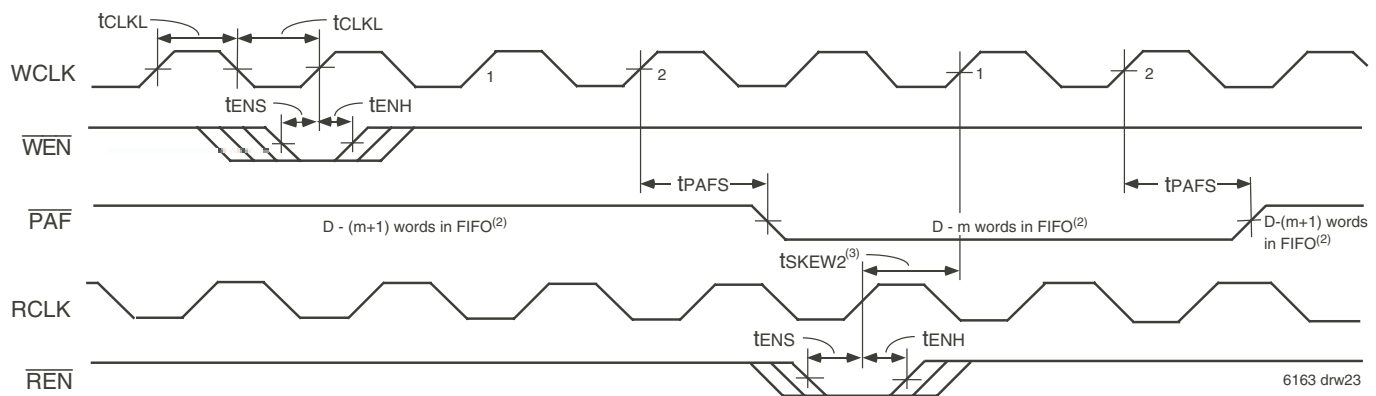 tCLKL
tCLKL
WCLK
1
2
1
2
tENS
tENH
WEN
tPAFS
tPAFS
PAF
D - (m+1) words in FIFO(2)
D - m words in FIFO(2)
D-(m+1) words
in FIFO(2)
tSKEW2(3)
RCLK
tENS
tENH
REN
6163 drw23